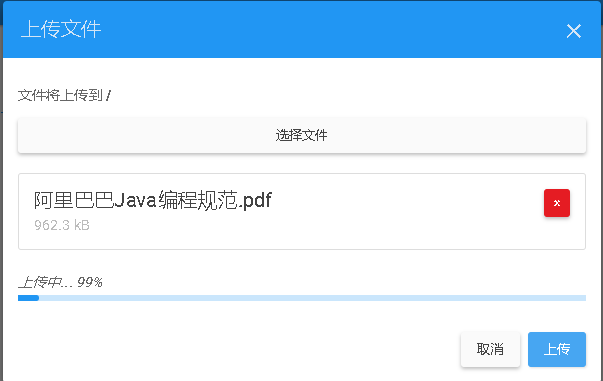 上传文件
文件将上传到 /
选择文件
阿里巴巴Java编程规范.pdf
962.3 kB
上传中... 99%
取消
上传